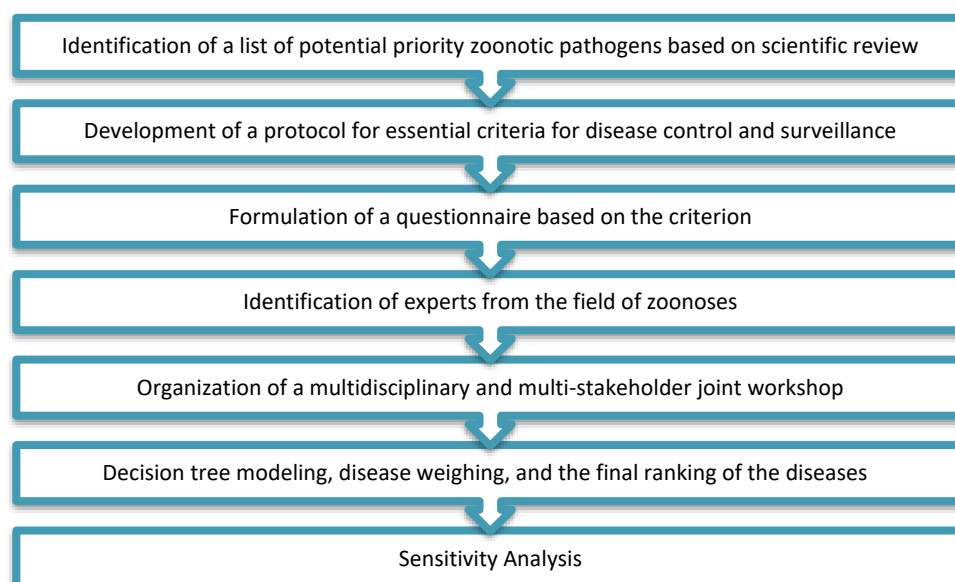 Identification of a list of potential priority zoonotic pathogens based on scientific review
Development of a protocol for essential criteria for disease control and surveillance
Formulation of a questionnaire based on the criterion
Identification of experts from the field of zoonoses
Organization of a multidisciplinary and multi-stakeholder joint workshop
Decision tree modeling, disease weighing, and the final ranking of the diseases
Sensitivity Analysis